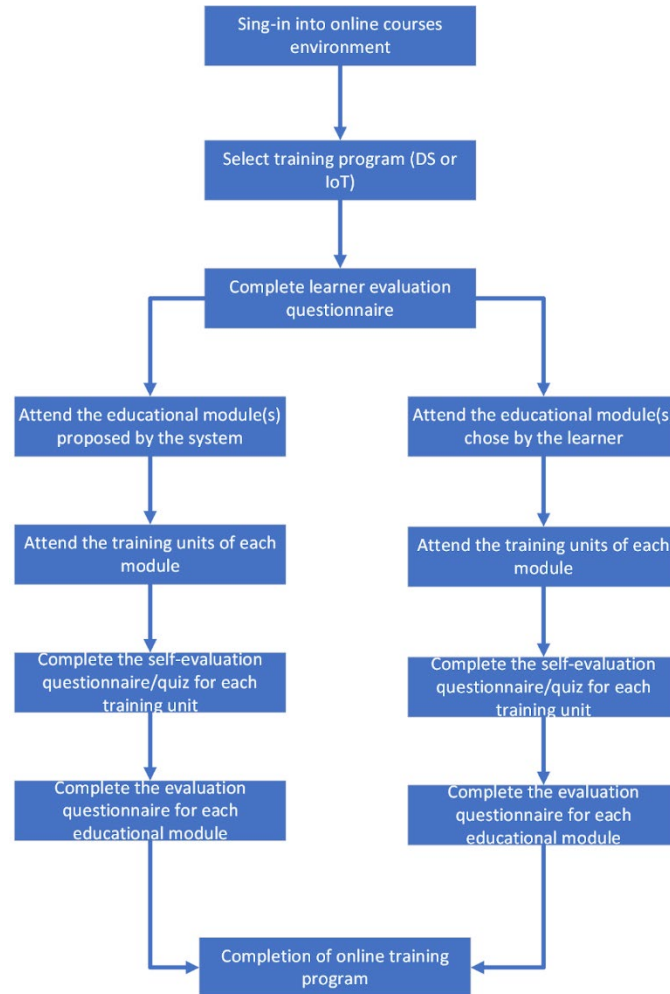 Sing-in into online courses
environment
Select training program (DS or
IoT)
Complete learner evaluation
questionnaire
Attend the educational module(s)
proposed by the system
Attend the training units of each
module
Complete the self-evaluation
questionnaire/quiz for each
training unit
Complete the evaluation
questionnaire for each
educational module
Attend the educational module(s)
chose by the learner
Attend the training units of each
module
Complete the self-evaluation
questionnaire/quiz for each
training unit
Complete the evaluation
questionnaire for each
educational module
Completion of online training
program